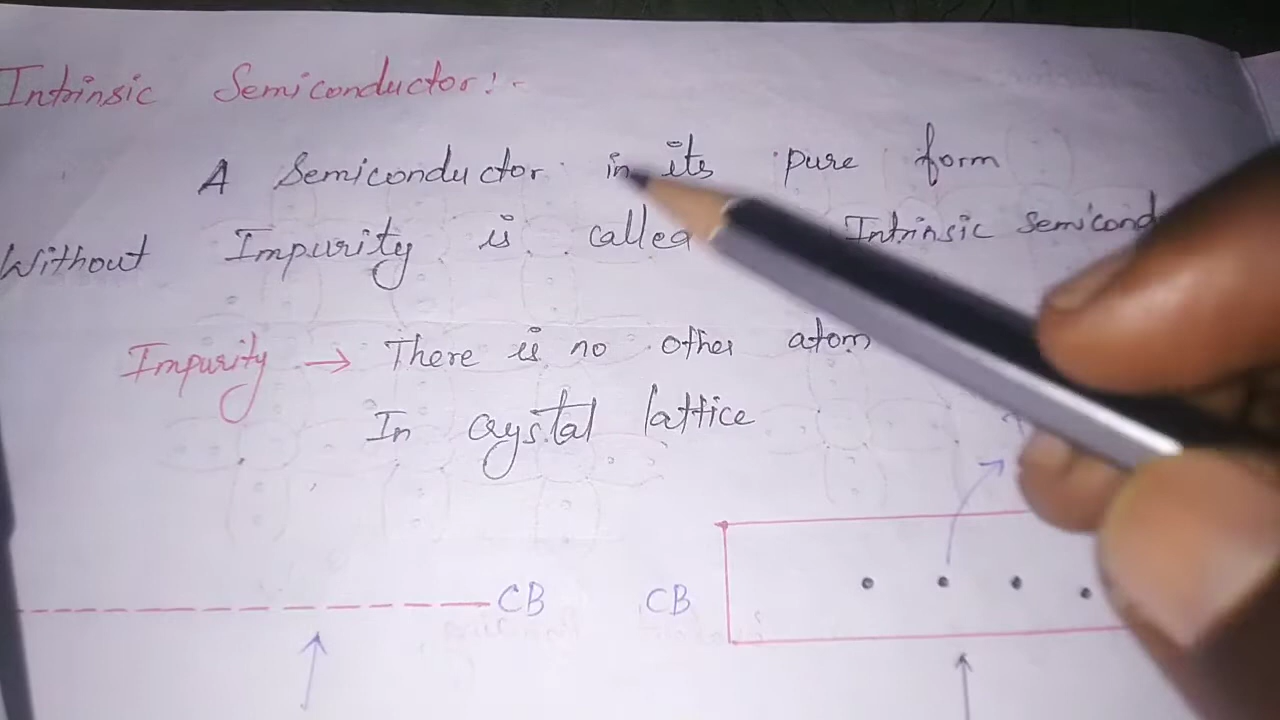 Intrinsic Semiconductor:-
A Semiconductor in its pure form
Without Impurity is called Intrinsic Semicond
Impurity → There is no other atom
In crystal lattice
CB CB